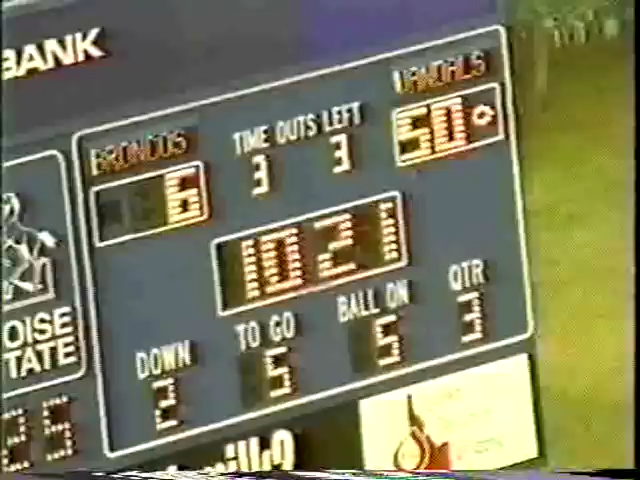 BANK
BRONCOS
TIME OUTS LEFT
VANDALS
6
3
3
50
10 21
OISE
TATE
DOWN
TO GO
BALL ON
QTR
2
5
5
3
25